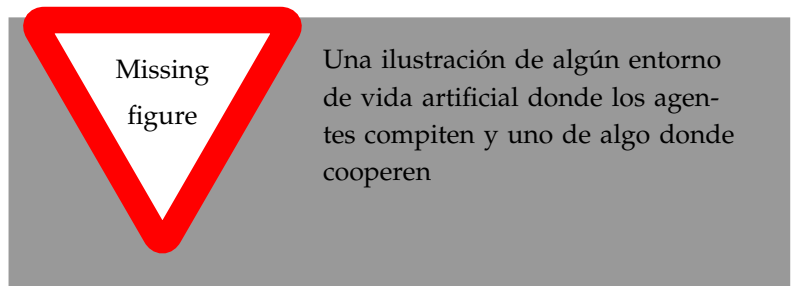 Missing
figure
Una ilustración de algún entorno
de vida artificial donde los agen-
tes compiten y uno de algo donde
cooperen